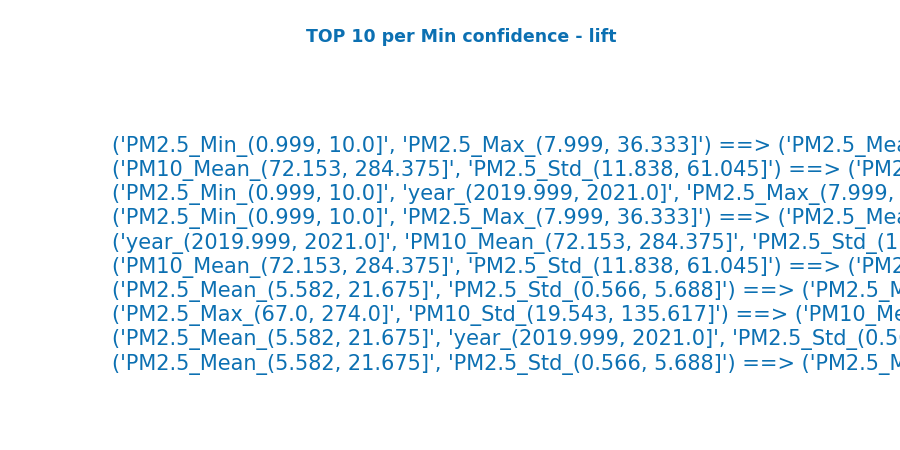 TOP 10 per Min confidence - lift
('PM2.5_Min_(0.999, 10.0]', 'PM2.5_Max_(7.999, 36.333]') ==> ('PM2.5_Mea
('PM10_Mean_(72.153, 284.375]', 'PM2.5_Std_(11.838, 61.045]') ==> ('PM2
('PM2.5_Min_(0.999, 10.0]', 'year_(2019.999, 2021.0]', 'PM2.5_Max_(7.999,
('PM2.5_Min_(0.999, 10.0]', 'PM2.5_Max_(7.999, 36.333]') ==> ('PM2.5_Mea
('year_(2019.999, 2021.0]', 'PM10_Mean_(72.153, 284.375]', 'PM2.5_Std_(1
('PM10_Mean_(72.153, 284.375]', 'PM2.5_Std_(11.838, 61.045]') ==> ('PM2
('PM2.5_Mean_(5.582, 21.675]', 'PM2.5_Std_(0.566, 5.688]') ==> ('PM2.5_M
('PM2.5_Max_(67.0, 274.0]', 'PM10_Std_(19.543, 135.617]') ==> ('PM10_Me
('PM2.5_Mean_(5.582, 21.675]', 'year_(2019.999, 2021.0]', 'PM2.5_Std_(0.5
('PM2.5_Mean_(5.582, 21.675]', 'PM2.5_Std_(0.566, 5.688]') ==> ('PM2.5_M